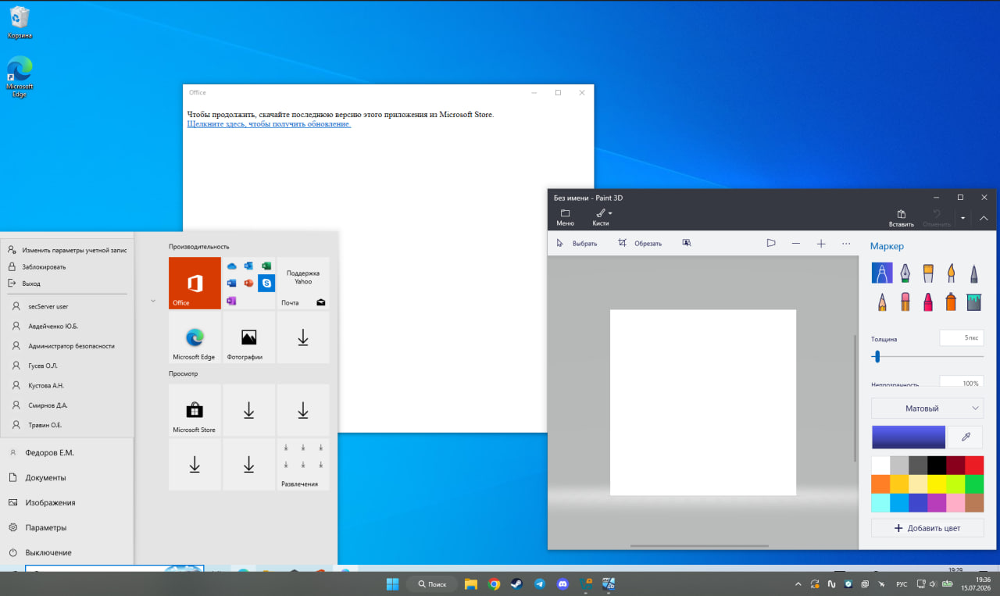 Корзина
Microsoft
Edge
Office
Чтобы продолжить, скачайте последнюю версию этого приложения из Microsoft Store.
Щелкните здесь, чтобы получить обновление.
Без имени - Paint 3D
Меню
Кисти
Вставить
Отменить
Выбрать
Обрезать
Маркер
Толщина
5пкс
Непрозрачность
100%
Матовый
Добавить цвет
Изменить параметры учетной запис
Заблокировать
Выход
secServer user
Авдейченко Ю.Б.
Администратор безопасности
Гусев О.Л.
Кустова А.Н.
Смирнов Д.А.
Травин О.Е.
Федоров Е.М.
Документы
Изображения
Параметры
Выключение
Производительность
Office
Поддержка
Yahoo
Почта
Microsoft Edge
Фотографии
Просмотр
Microsoft Store
Развлечения
19:29
Поиск
РУС
19:36
15.07.2026